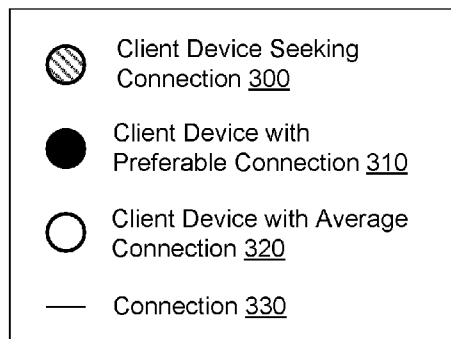 Client Device Seeking
Connection 300
Client Device with
Preferable Connection 310
Client Device with Average
Connection 320
Connection 330